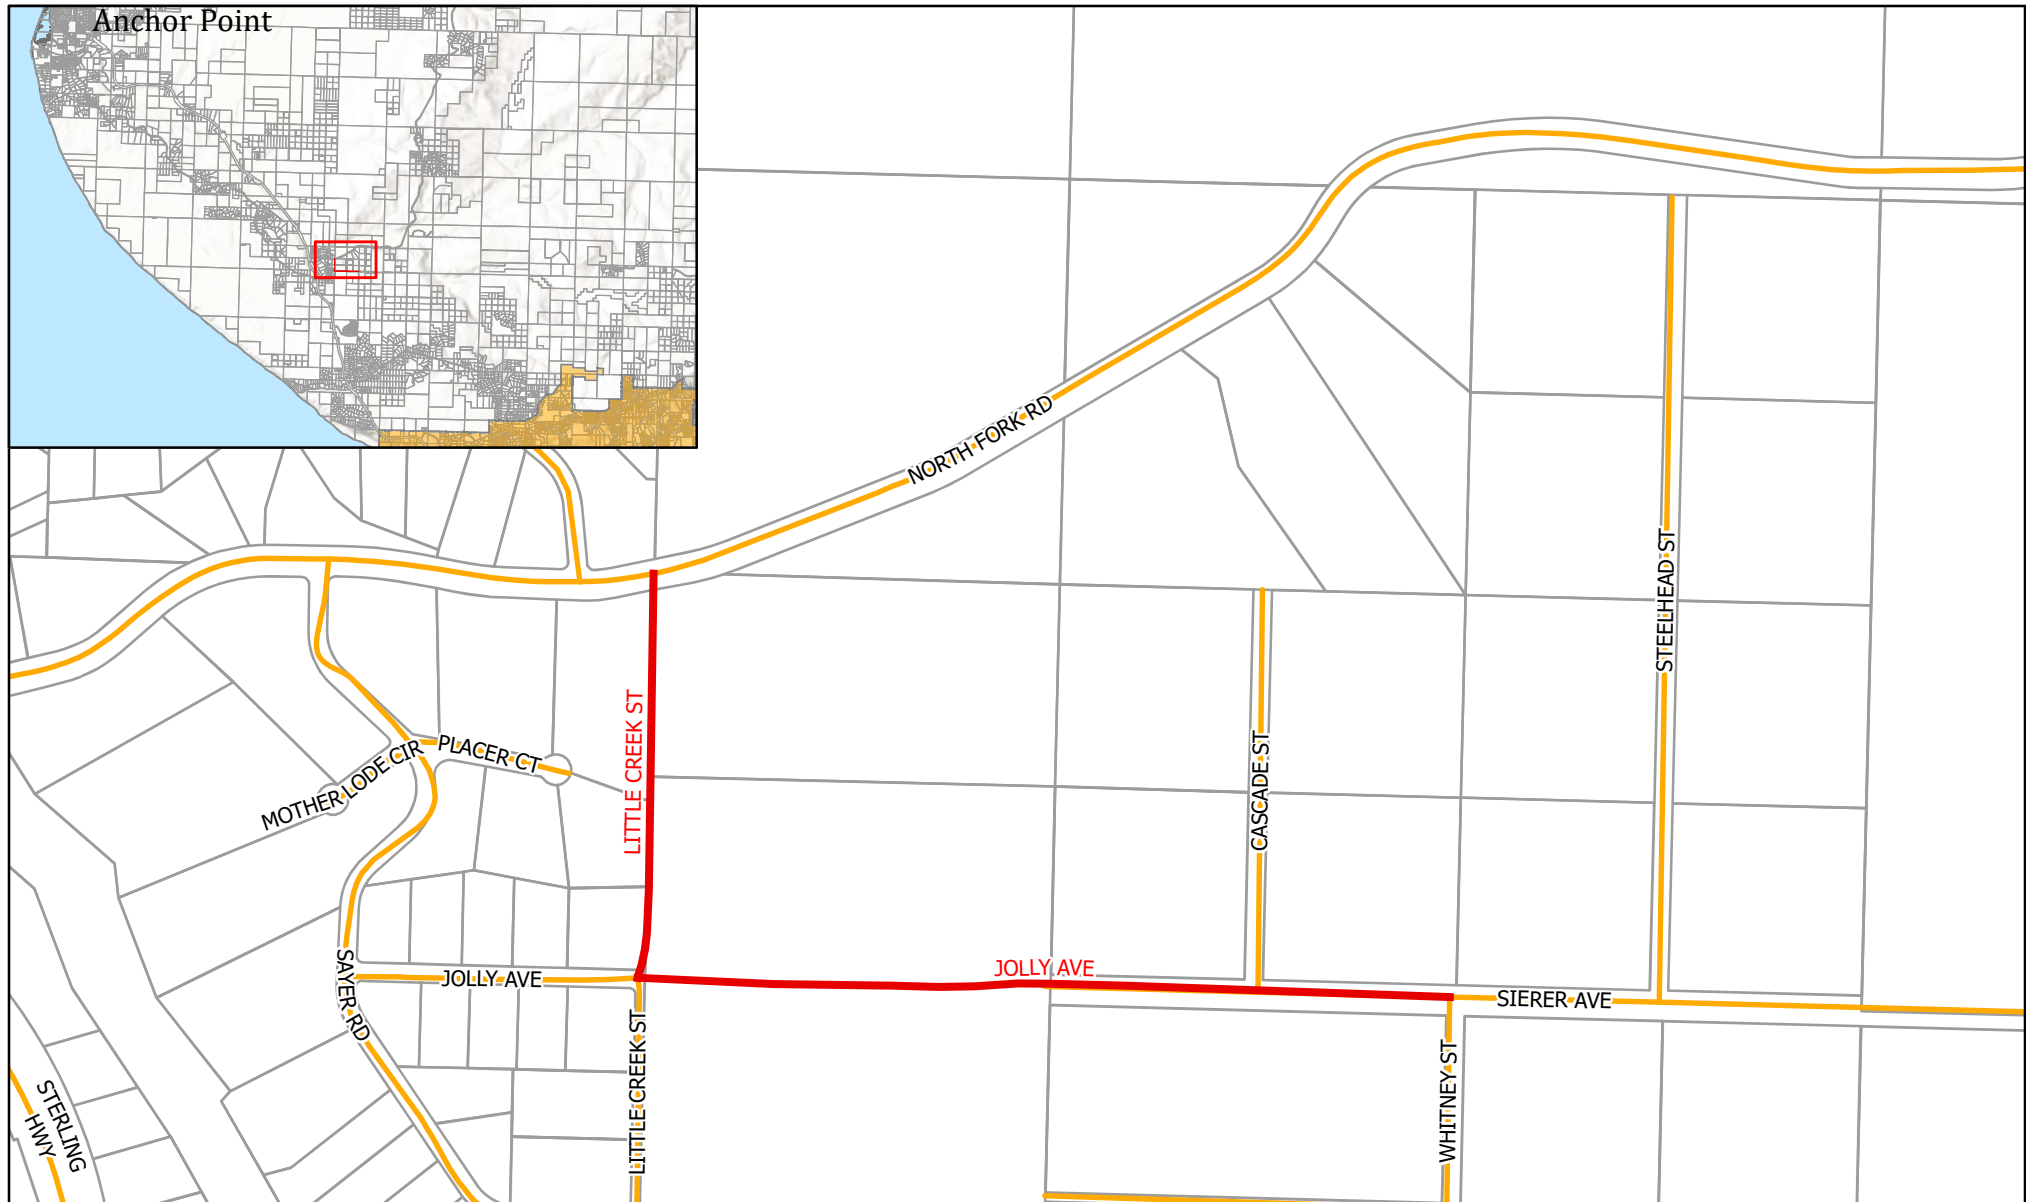 Anchor Point
NORTH FORK RD
STEELHEAD ST
LITTLE CREEK ST
PLACER CT
MOTHER LODE CIR
CASCADE ST
JOLLY AVE
JOLLY AVE
SAYER RD
SIERER AVE
LITTLE CREEK ST
WHITNEY ST
STERLING
HWY